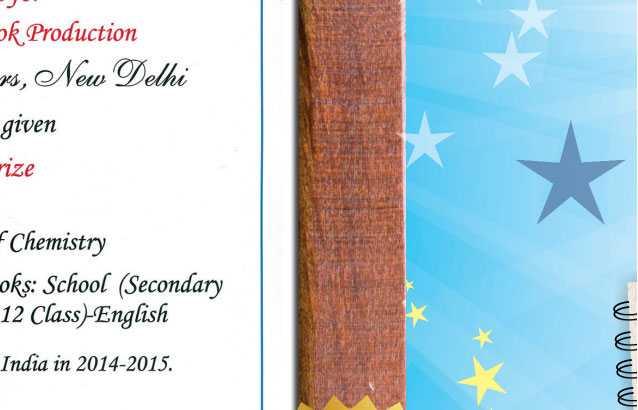 ok Production
rs, New Delhi
given
rize
f Chemistry
oks: School (Secondary
12 Class)-English
India in 2014-2015.